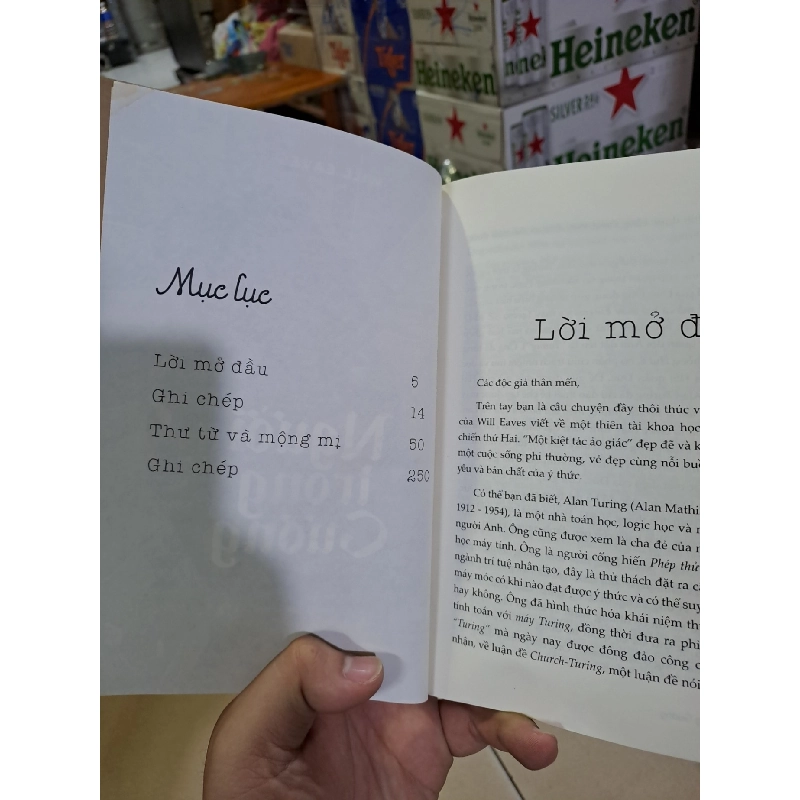 Heineken
Tiger
Heineken
SILVER
Heineken
Mục lục
Lời mở đầu 6
Ghi chép 14
Thư từ và mộng mị 50
Ghi chép 250
Người
trong
Gương
Lời mở đ
Các độc giả thân mến,
Trên tay bạn là câu chuyện đầy thôi thúc v
của Will Eaves viết về một thiên tài khoa học
chiến thứ Hai. "Một kiệt tác ảo giác" đẹp đẽ và k
một cuộc sống phi thường, vẻ đẹp cùng nỗi bu
yêu và bản chất của ý thức.
Có thể bạn đã biết, Alan Turing (Alan Mathi
1912 - 1954), là một nhà toán học, logic học và
người Anh. Ông cũng được xem là cha đẻ của
học máy tính. Ông là người cống hiến Phép thử
ngành trí tuệ nhân tạo, đây là thử thách đặt ra c
máy móc có khi nào đạt được ý thức và có thể suy
hay không. Ông đã hình thức hóa khái niệm th
tính toán với máy Turing, đồng thời đưa ra phi
"Turing" mà ngày nay được đông đảo công c
nhân, về luận đề Church-Turing, một luận đề nói